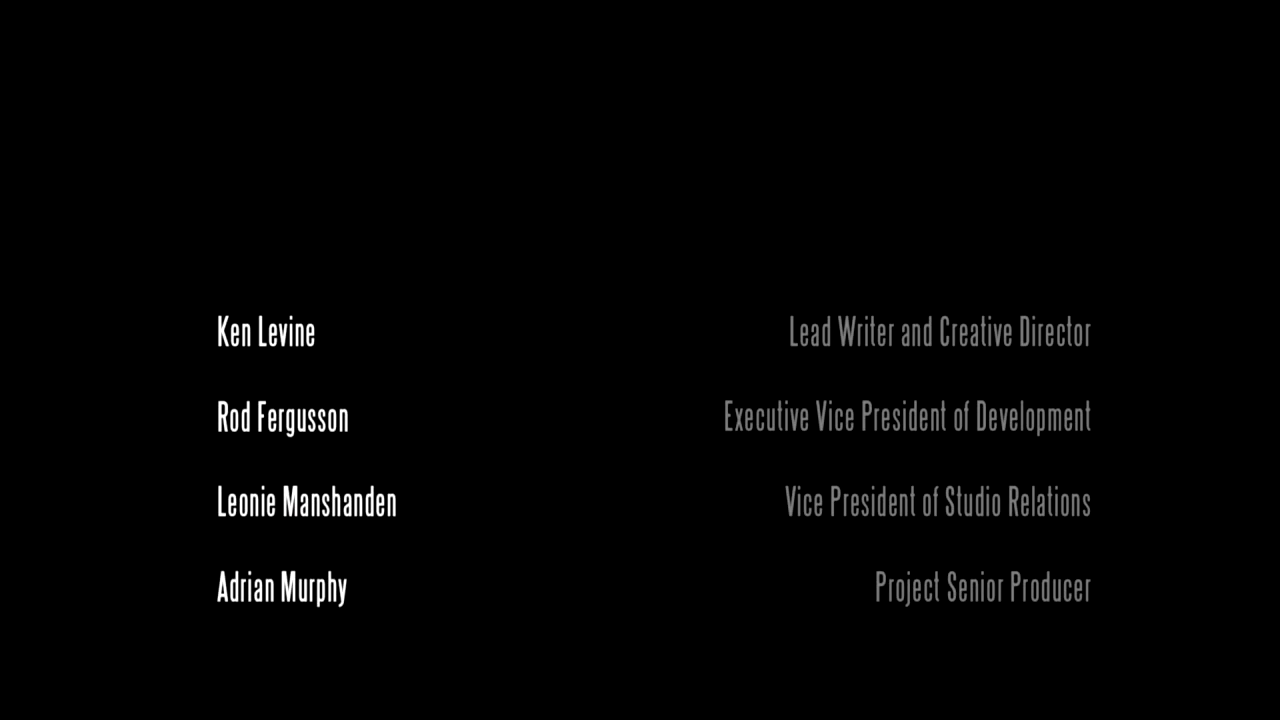 Ken Levine Lead Writer and Creative Director
Rod Fergusson Executive Vice President of Development
Leonie Manshanden Vice President of Studio Relations
Adrian Murphy Project Senior Producer